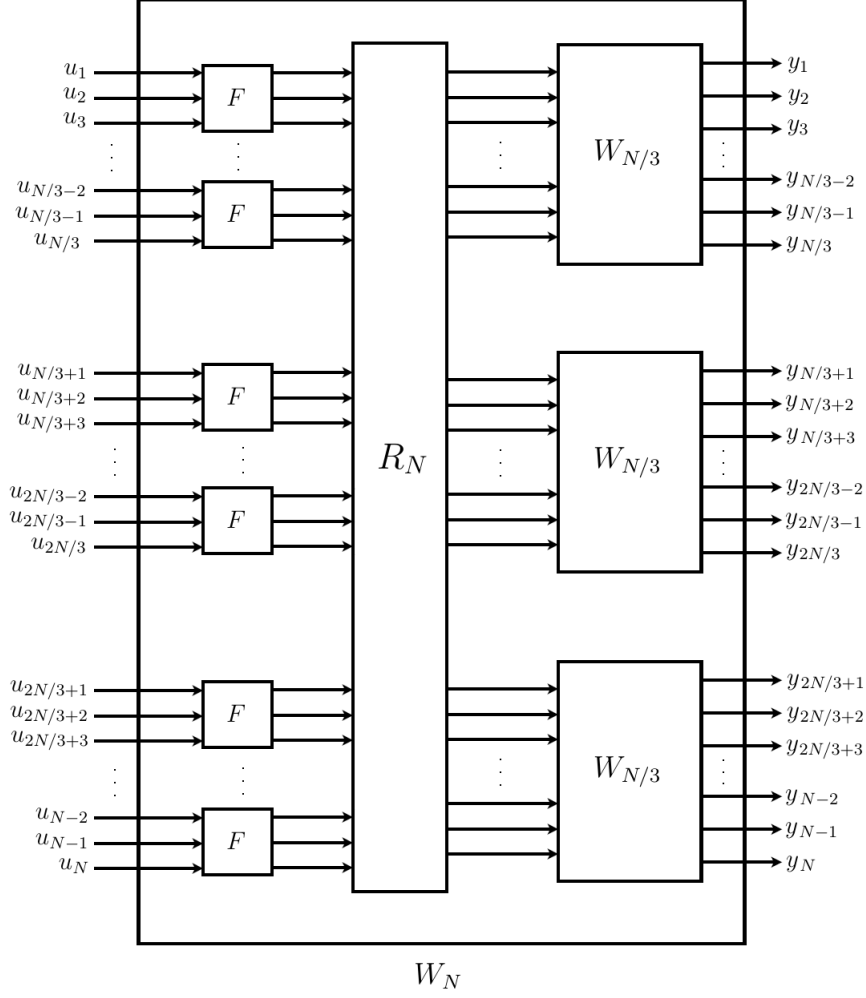 u_1
u_2
u_3
F
y_1
y_2
y_3
⋮
W_{N/3}
u_{N/3−2}
u_{N/3−1}
u_{N/3}
F
y_{N/3−2}
y_{N/3−1}
y_{N/3}
u_{N/3+1}
u_{N/3+2}
u_{N/3+3}
F
y_{N/3+1}
y_{N/3+2}
y_{N/3+3}
R_N
W_{N/3}
u_{2N/3−2}
u_{2N/3−1}
u_{2N/3}
F
y_{2N/3−2}
y_{2N/3−1}
y_{2N/3}
u_{2N/3+1}
u_{2N/3+2}
u_{2N/3+3}
F
y_{2N/3+1}
y_{2N/3+2}
y_{2N/3+3}
W_{N/3}
u_{N−2}
u_{N−1}
u_N
F
y_{N−2}
y_{N−1}
y_N
W_N